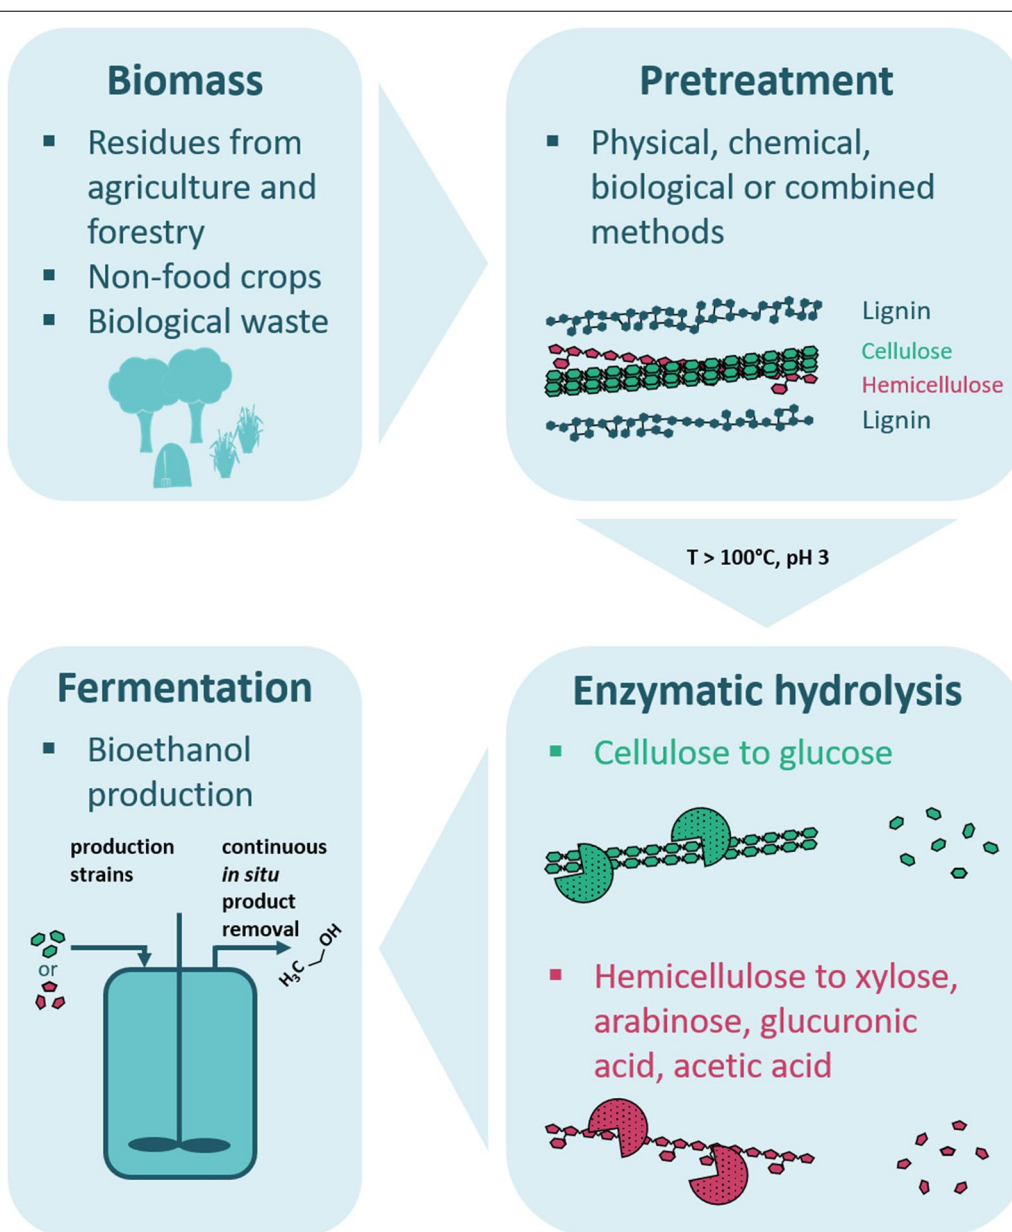 Biomass
▪ Residues from
agriculture and
forestry
▪ Non-food crops
▪ Biological waste
Pretreatment
▪ Physical, chemical,
biological or combined
methods
Lignin
Cellulose
Hemicellulose
Lignin
T > 100°C, pH 3
Enzymatic hydrolysis
▪ Cellulose to glucose
▪ Hemicellulose to xylose,
arabinose, glucuronic
acid, acetic acid
Fermentation
▪ Bioethanol
production
production
strains
continuous
in situ
product
removal
or
H₃C
OH